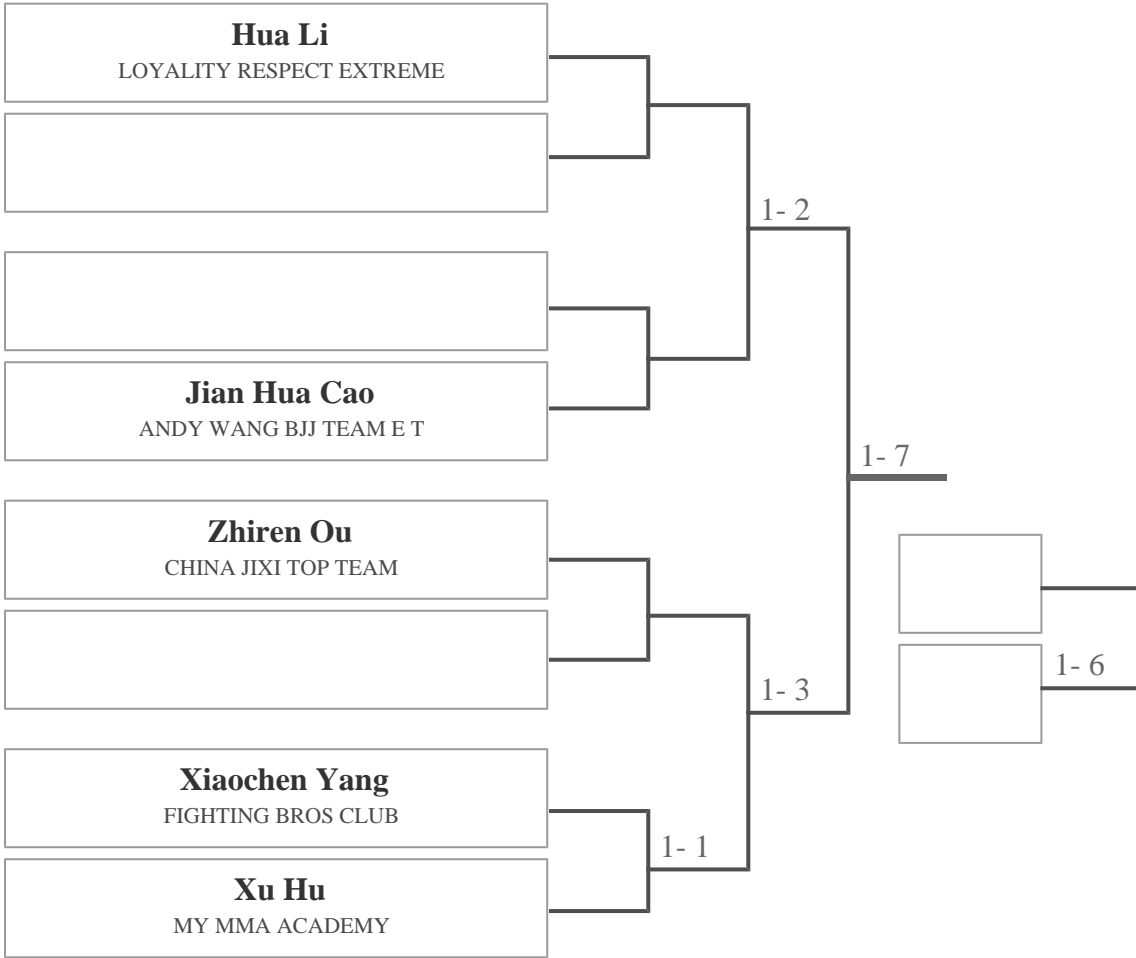 Hua Li
LOYALITY RESPECT EXTREME
1- 2
Jian Hua Cao
ANDY WANG BJJ TEAM E T
1- 7
Zhiren Ou
CHINA JIXI TOP TEAM
1- 6
1- 3
Xiaochen Yang
FIGHTING BROS CLUB
1- 1
Xu Hu
MY MMA ACADEMY